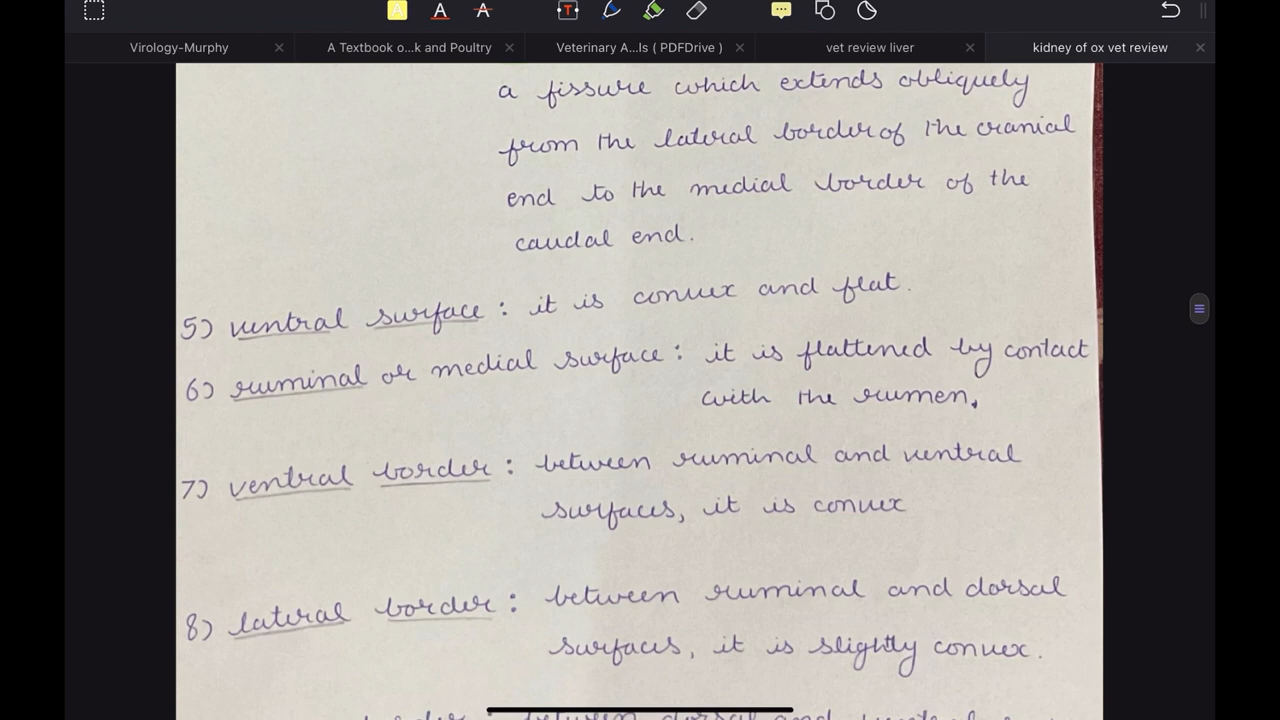 Virology-Murphy
A Textbook o...k and Poultry
Veterinary A...ls ( PDFDrive )
vet review liver
kidney of ox vet review
a fissure which extends obliquely
from the lateral border of the cranial
end to the medial border of the
caudal end.
5) ventral surface : it is convex and flat.
6) ruminal or medial surface : it is flattened by contact
with the rumen.
7) ventral border : between ruminal and ventral
surfaces, it is convex
8) lateral border : between ruminal and dorsal
surfaces, it is slightly convex.